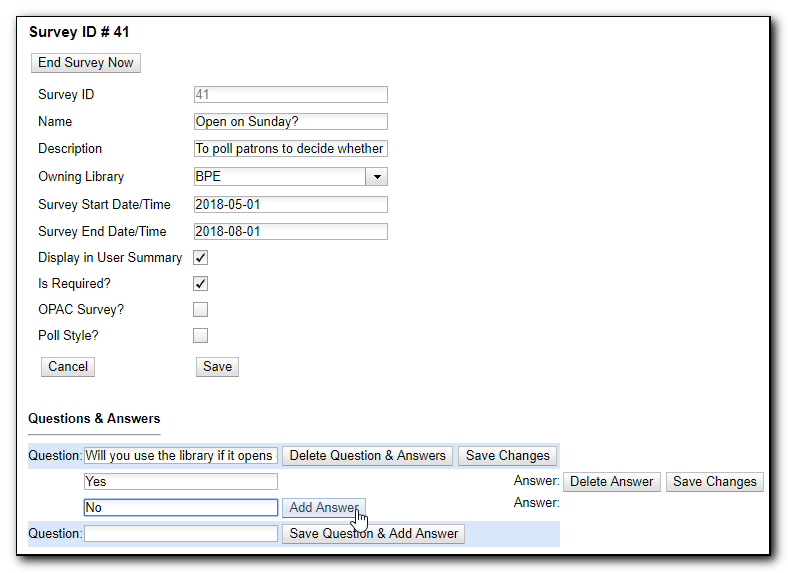 Survey ID # 41
End Survey Now
Survey ID 41
Name Open on Sunday?
Description To poll patrons to decide whether
Owning Library BPE
Survey Start Date/Time 2018-05-01
Survey End Date/Time 2018-08-01
Display in User Summary
Is Required?
OPAC Survey?
Poll Style?
Cancel Save
Questions & Answers
Question: Will you use the library if it opens Delete Question & Answers Save Changes
Yes Answer: Delete Answer Save Changes
No Add Answer Answer:
Question: Save Question & Add Answer